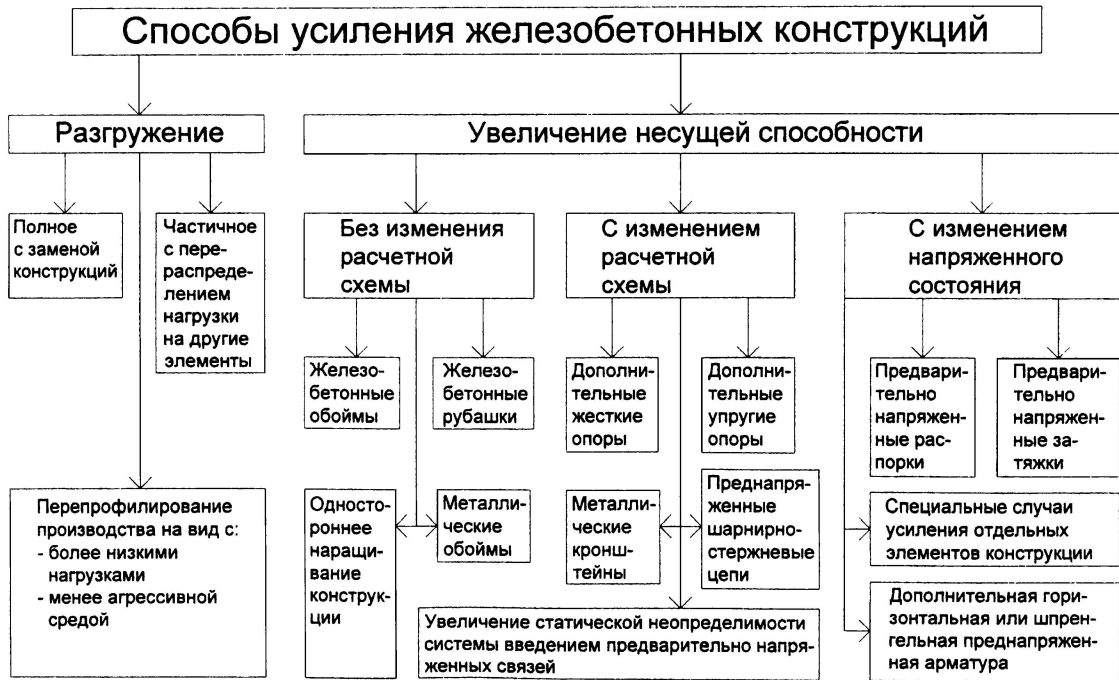 Способы усиления железобетонных конструкций
Разгружение
Увеличение несущей способности
Полное
с заменой
конструкций
Частичное
с пере-
распреде-
лением
нагрузки
на другие
элементы
Перепрофилирование
производства на вид с:
- более низкими
нагрузками
- менее агрессивной
средой
Без изменения
расчетной
схемы
Железо-
бетонные
обоймы
Железо-
бетонные
рубашки
Односто-
роннее
наращи-
вание
конструк-
ции
Метал-
лические
обоймы
С изменением
расчетной
схемы
Дополни-
тельные
жесткие
опоры
Дополни-
тельные
упругие
опоры
Металли-
ческие
кронш-
тейны
Преднапря-
женные
шарнирно-
стержневые
цепи
Увеличение статической неопределимости
системы введением предварительно напря-
женных связей
С изменением
напряженного
состояния
Предвари-
тельно
напряжен-
ные рас-
порки
Предвари-
тельно
напряжен-
ные за-
тяжки
Специальные случаи
усиления отдельных
элементов конструкции
Дополнительная гори-
зонтальная или шпрен-
гельная преднапряжен-
ная арматура